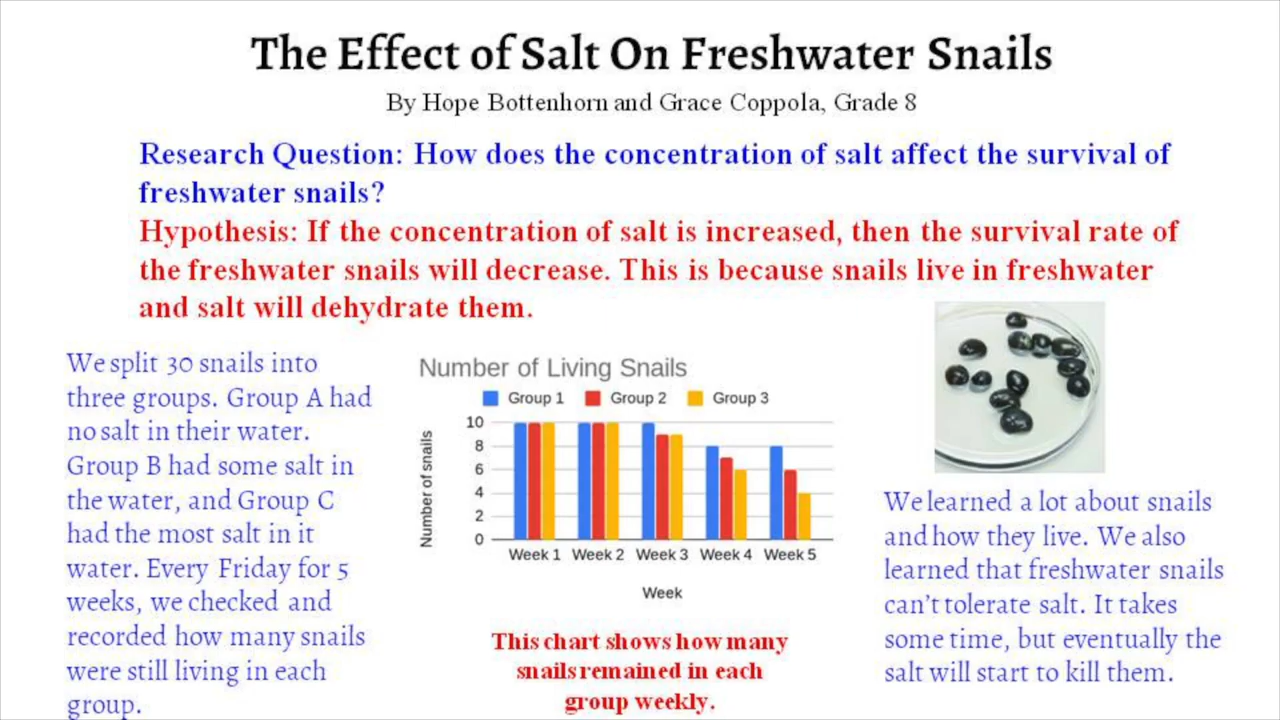 The Effect of Salt On Freshwater Snails
By Hope Bottenhorn and Grace Coppola, Grade 8
Research Question: How does the concentration of salt affect the survival of
freshwater snails?
Hypothesis: If the concentration of salt is increased, then the survival rate of
the freshwater snails will decrease. This is because snails live in freshwater
and salt will dehydrate them.
We split 30 snails into
three groups. Group A had
no salt in their water.
Group B had some salt in
the water, and Group C
had the most salt in it
water. Every Friday for 5
weeks, we checked and
recorded how many snails
were still living in each
group.
Number of Living Snails
Group 1 Group 2 Group 3
Number of snails
10
8
6
4
2
0
Week 1 Week 2 Week 3 Week 4 Week 5
Week
This chart shows how many
snails remained in each
group weekly.
We learned a lot about snails
and how they live. We also
learned that freshwater snails
can't tolerate salt. It takes
some time, but eventually the
salt will start to kill them.